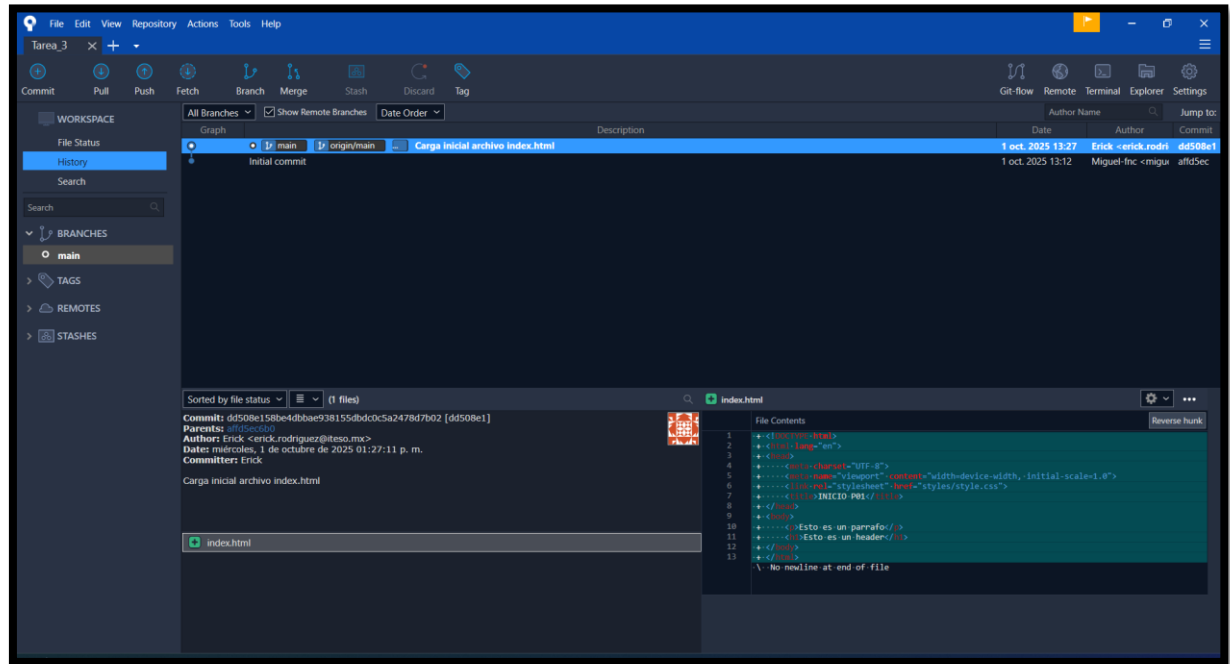 File Edit View Repository Actions Tools Help
Tarea_3
Commit Pull Push Fetch Branch Merge Stash Discard Tag Git-flow Remote Terminal Explorer Settings
WORKSPACE
File Status
History
Search
Search
BRANCHES
main
TAGS
REMOTES
STASHES
All Branches Show Remote Branches Date Order Author Name Jump to:
Graph Description Date Author Commit
main origin/main ... Carga inicial archivo index.html 1 oct. 2025 13:27 Erick <erick.rodri dd508e1
Initial commit 1 oct. 2025 13:12 Miguel-fnc <migu affd5ec
Sorted by file status (1 files)
Commit: dd508e158be4dbbae938155dbdc0c5a2478d7b02 [dd508e1]
Parents: affd5ec6b0
Author: Erick <erick.rodriguez@iteso.mx>
Date: miércoles, 1 de octubre de 2025 01:27:11 p. m.
Committer: Erick
Carga inicial archivo index.html
index.html
index.html
File Contents Reverse hunk
1 + <!DOCTYPE html>
2 + <html lang="en">
3 + <head>
4 + <meta charset="UTF-8">
5 + <meta name="viewport" content="width=device-width, initial-scale=1.0">
6 + <link rel="stylesheet" href="styles/style.css">
7 + <title>INICIO P01</title>
8 + </head>
9 + <body>
10 + <p>Esto es un parrafo</p>
11 + <h1>Esto es un header</h1>
12 + </body>
13 + </html>
\ No newline at end of file